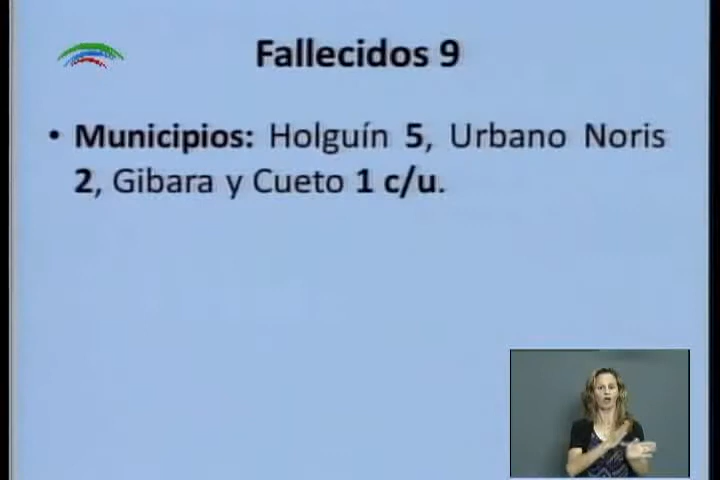 Fallecidos 9
• Municipios: Holguín 5, Urbano Noris
2, Gibara y Cueto 1 c/u.